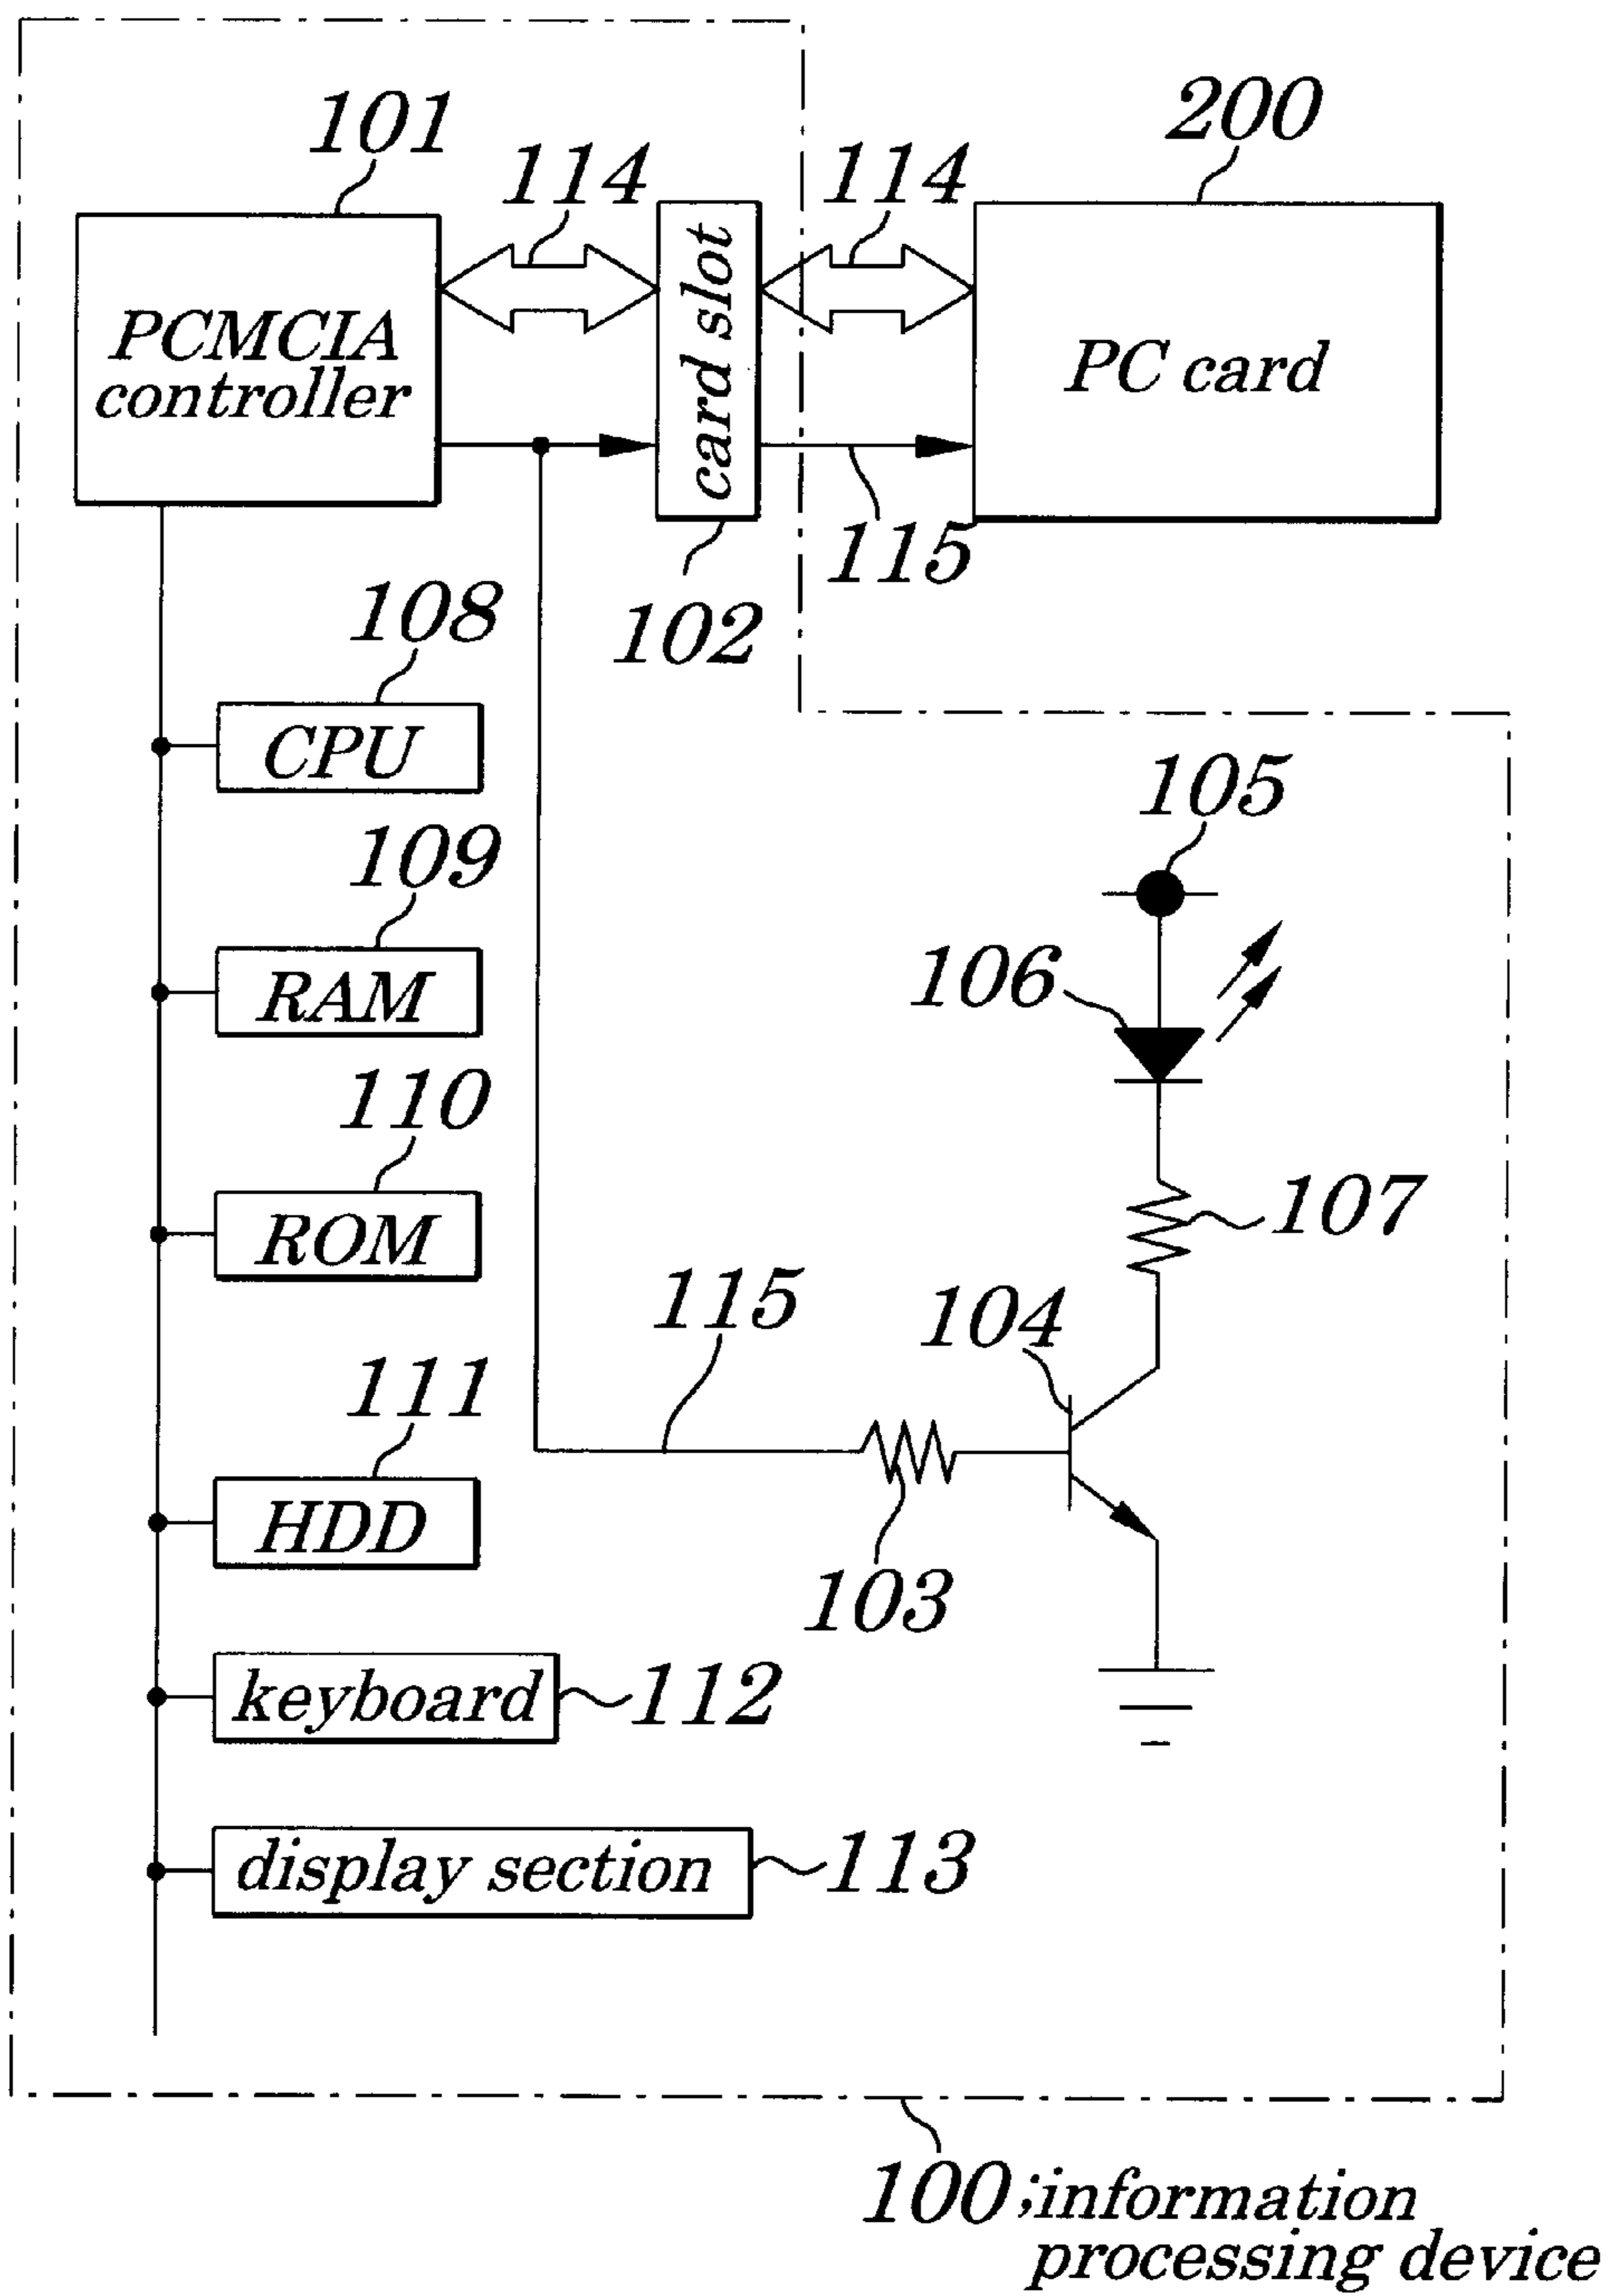 101
114
114
200
PCMCIA
controller
card slot
PC card
115
102
108
CPU
105
109
RAM
106
110
ROM
107
115
104
111
HDD
103
keyboard
112
display section
113
100;information
processing device